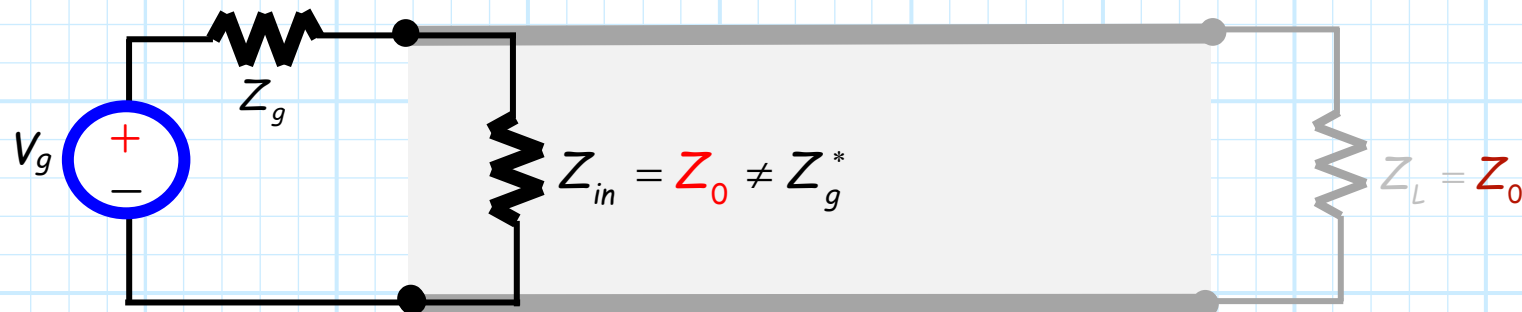 Z_g
V_g
+
−
Z_in = Z_0 ≠ Z_g^*
Z_L = Z_0